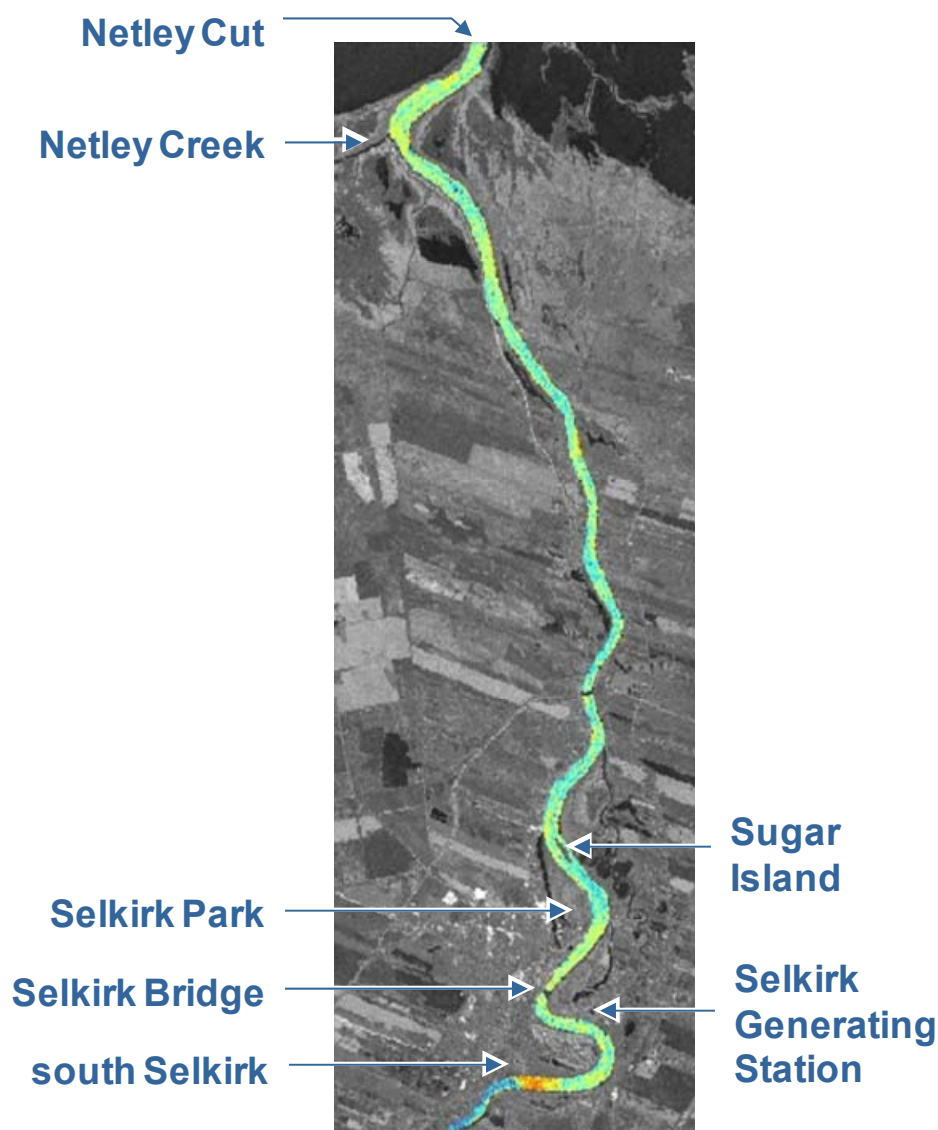 Netley Cut
Netley Creek
Sugar
Island
Selkirk Park
Selkirk Bridge
Selkirk
Generating
Station
south Selkirk